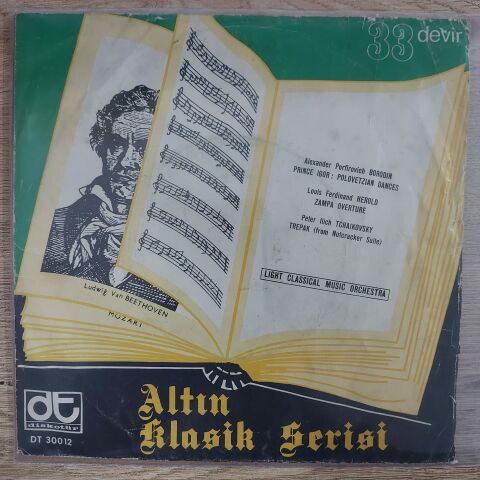 33 devir
Alexander Porfirovich BORODIN
PRINCE IGOR: POLOVETZIAN DANCES
Louis Ferdinand HEROLD
ZAMPA OVERTURE
Peter Ilich TCHAIKOVSKY
TREPAK (from Nutcracker Suite)
LIGHT CLASSICAL MUSIC ORCHESTRA
Ludwig Van BEETHOVEN
MOZART
dt
diskotür
DT 30012
Altın
Klasik Serisi